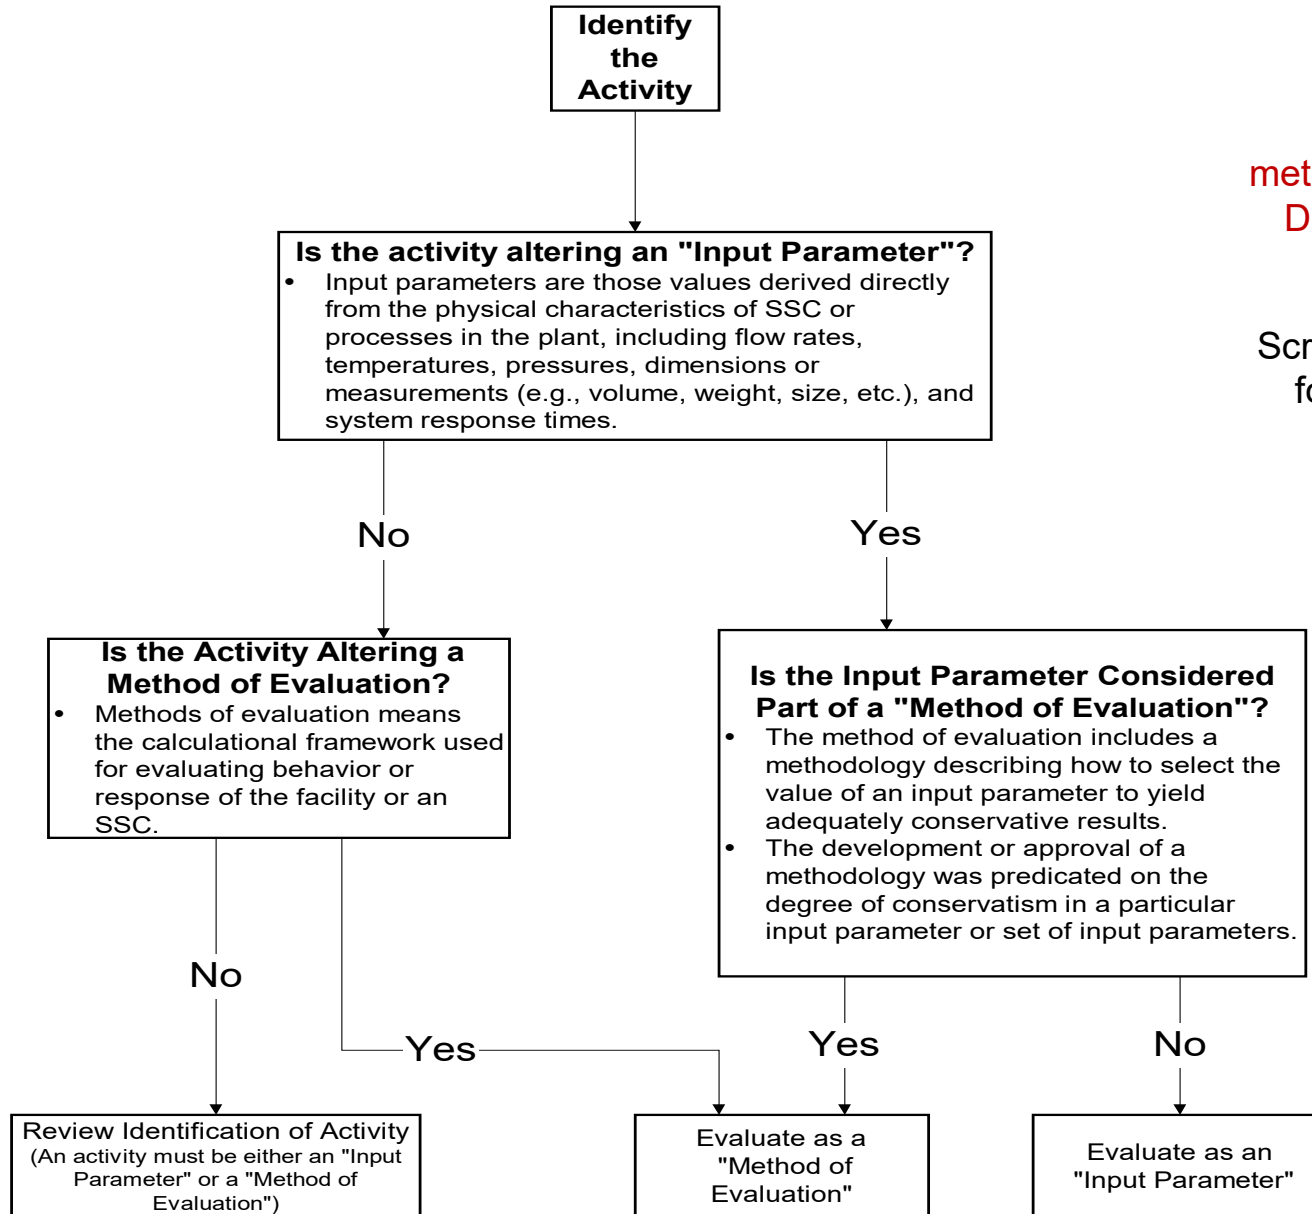 Identify
the
Activity
met
D
Is the activity altering an "Input Parameter"?
• Input parameters are those values derived directly
from the physical characteristics of SSC or
processes in the plant, including flow rates,
temperatures, pressures, dimensions or
measurements (e.g., volume, weight, size, etc.), and
system response times.
Scr
fo
No
Yes
Is the Activity Altering a
Method of Evaluation?
• Methods of evaluation means
the calculational framework used
for evaluating behavior or
response of the facility or an
SSC.
Is the Input Parameter Considered
Part of a "Method of Evaluation"?
• The method of evaluation includes a
methodology describing how to select the
value of an input parameter to yield
adequately conservative results.
• The development or approval of a
methodology was predicated on the
degree of conservatism in a particular
input parameter or set of input parameters.
No
Yes
Yes
No
Review Identification of Activity
(An activity must be either an "Input
Parameter" or a "Method of
Evaluation")
Evaluate as a
"Method of
Evaluation"
Evaluate as an
"Input Parameter"